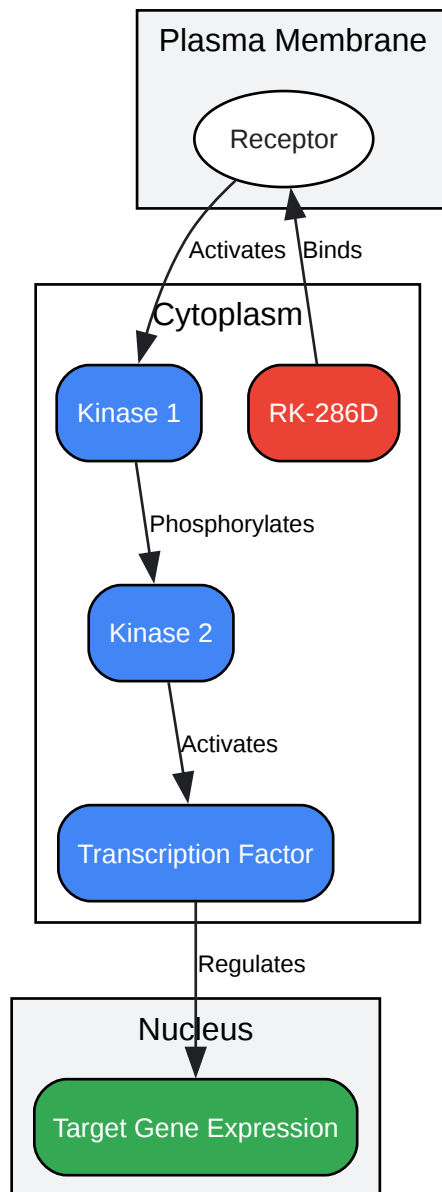 Plasma Membrane
Receptor
Activates
Binds
Cytoplasm
Kinase 1
RK-286D
Phosphorylates
Kinase 2
Activates
Transcription Factor
Regulates
Nucleus
Target Gene Expression